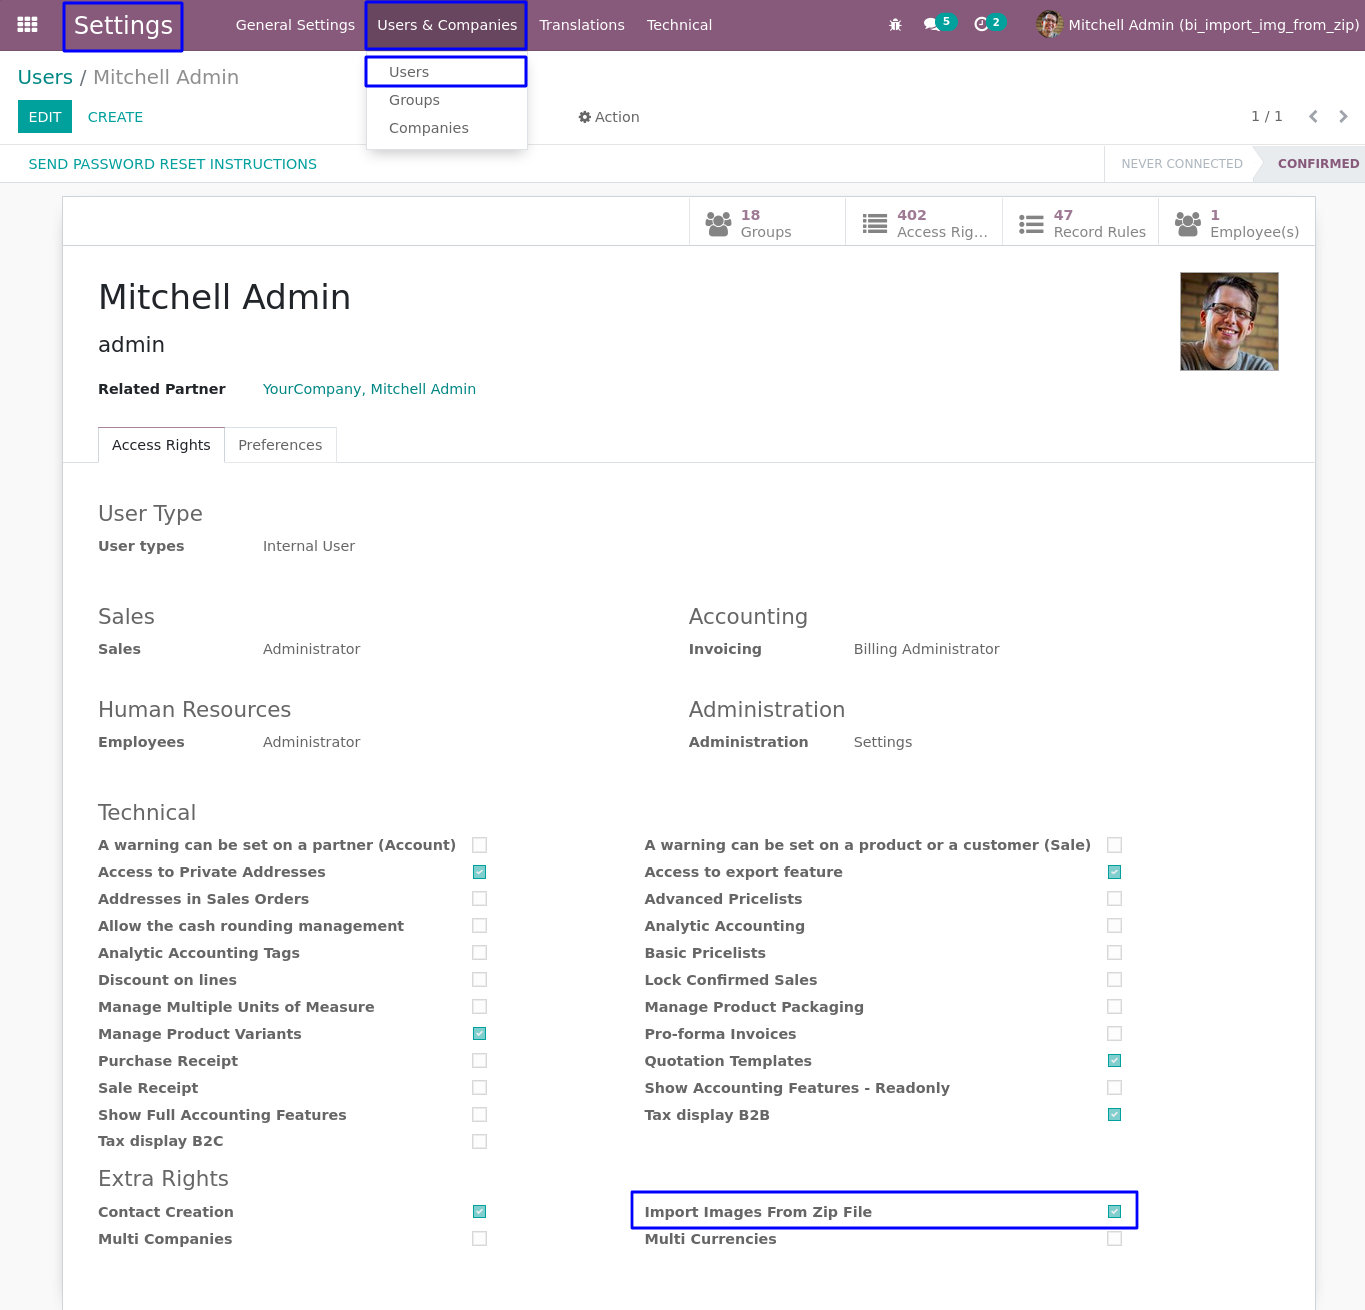 Settings General Settings Users & Companies Translations Technical 5 2 Mitchell Admin (bi_import_img_from_zip)
Users / Mitchell Admin
Users
Groups
Companies
EDIT CREATE Action 1 / 1
SEND PASSWORD RESET INSTRUCTIONS NEVER CONNECTED CONFIRMED
18 Groups
402 Access Rig...
47 Record Rules
1 Employee(s)
Mitchell Admin
admin
Related Partner YourCompany, Mitchell Admin
Access Rights Preferences
User Type
User types Internal User
Sales
Sales Administrator
Accounting
Invoicing Billing Administrator
Human Resources
Employees Administrator
Administration
Administration Settings
Technical
A warning can be set on a partner (Account) A warning can be set on a product or a customer (Sale)
Access to Private Addresses Access to export feature
Addresses in Sales Orders Advanced Pricelists
Allow the cash rounding management Analytic Accounting
Analytic Accounting Tags Basic Pricelists
Discount on lines Lock Confirmed Sales
Manage Multiple Units of Measure Manage Product Packaging
Manage Product Variants Pro-forma Invoices
Purchase Receipt Quotation Templates
Sale Receipt Show Accounting Features - Readonly
Show Full Accounting Features Tax display B2B
Tax display B2C
Extra Rights
Contact Creation Import Images From Zip File
Multi Companies Multi Currencies